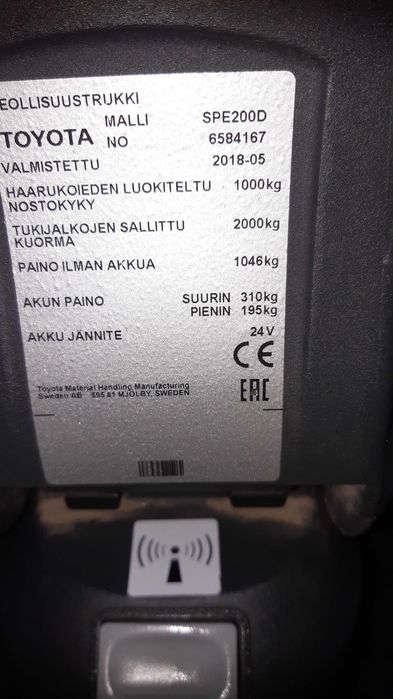 EOLLISUUSTRUKKI
MALLI SPE200D
TOYOTA NO 6584167
VALMISTETTU 2018-05
HAARUKOIEDEN LUOKITELTU 1000kg
NOSTOKYKY
TUKIJALKOJEN SALLITTU 2000kg
KUORMA
PAINO ILMAN AKKUA 1046kg
AKUN PAINO SUURIN 310kg
PIENIN 195kg
AKKU JÄNNITE 24V
CE
EAC
Toyota Material Handling Manufacturing
Sweden AB 595 81 MJÖLBY, SWEDEN